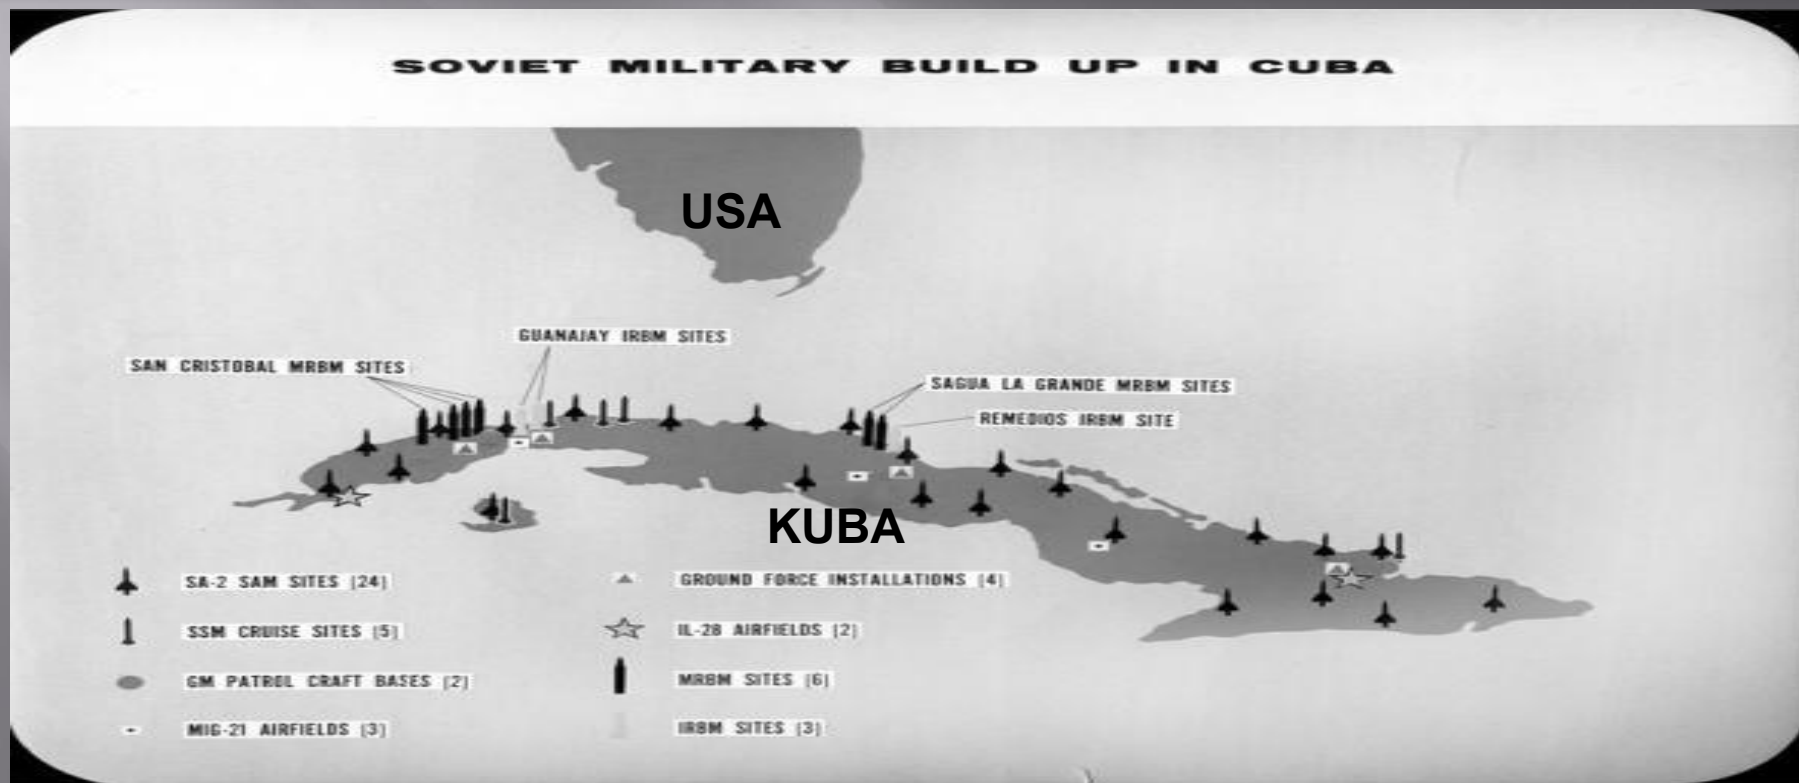 SOVIET MILITARY BUILD UP IN CUBA
USA
GUANAJAY IRBM SITES
SAN CRISTOBAL MRBM SITES
SAGUA LA GRANDE MRBM SITES
REMEDIOS IRBM SITE
KUBA
SA-2 SAM SITES (24)
SSM CRUISE SITES (5)
GM PATROL CRAFT BASES (2)
MIG-21 AIRFIELDS (3)
GROUND FORCE INSTALLATIONS (4)
IL-28 AIRFIELDS (2)
MRBM SITES (6)
IRBM SITES (3)